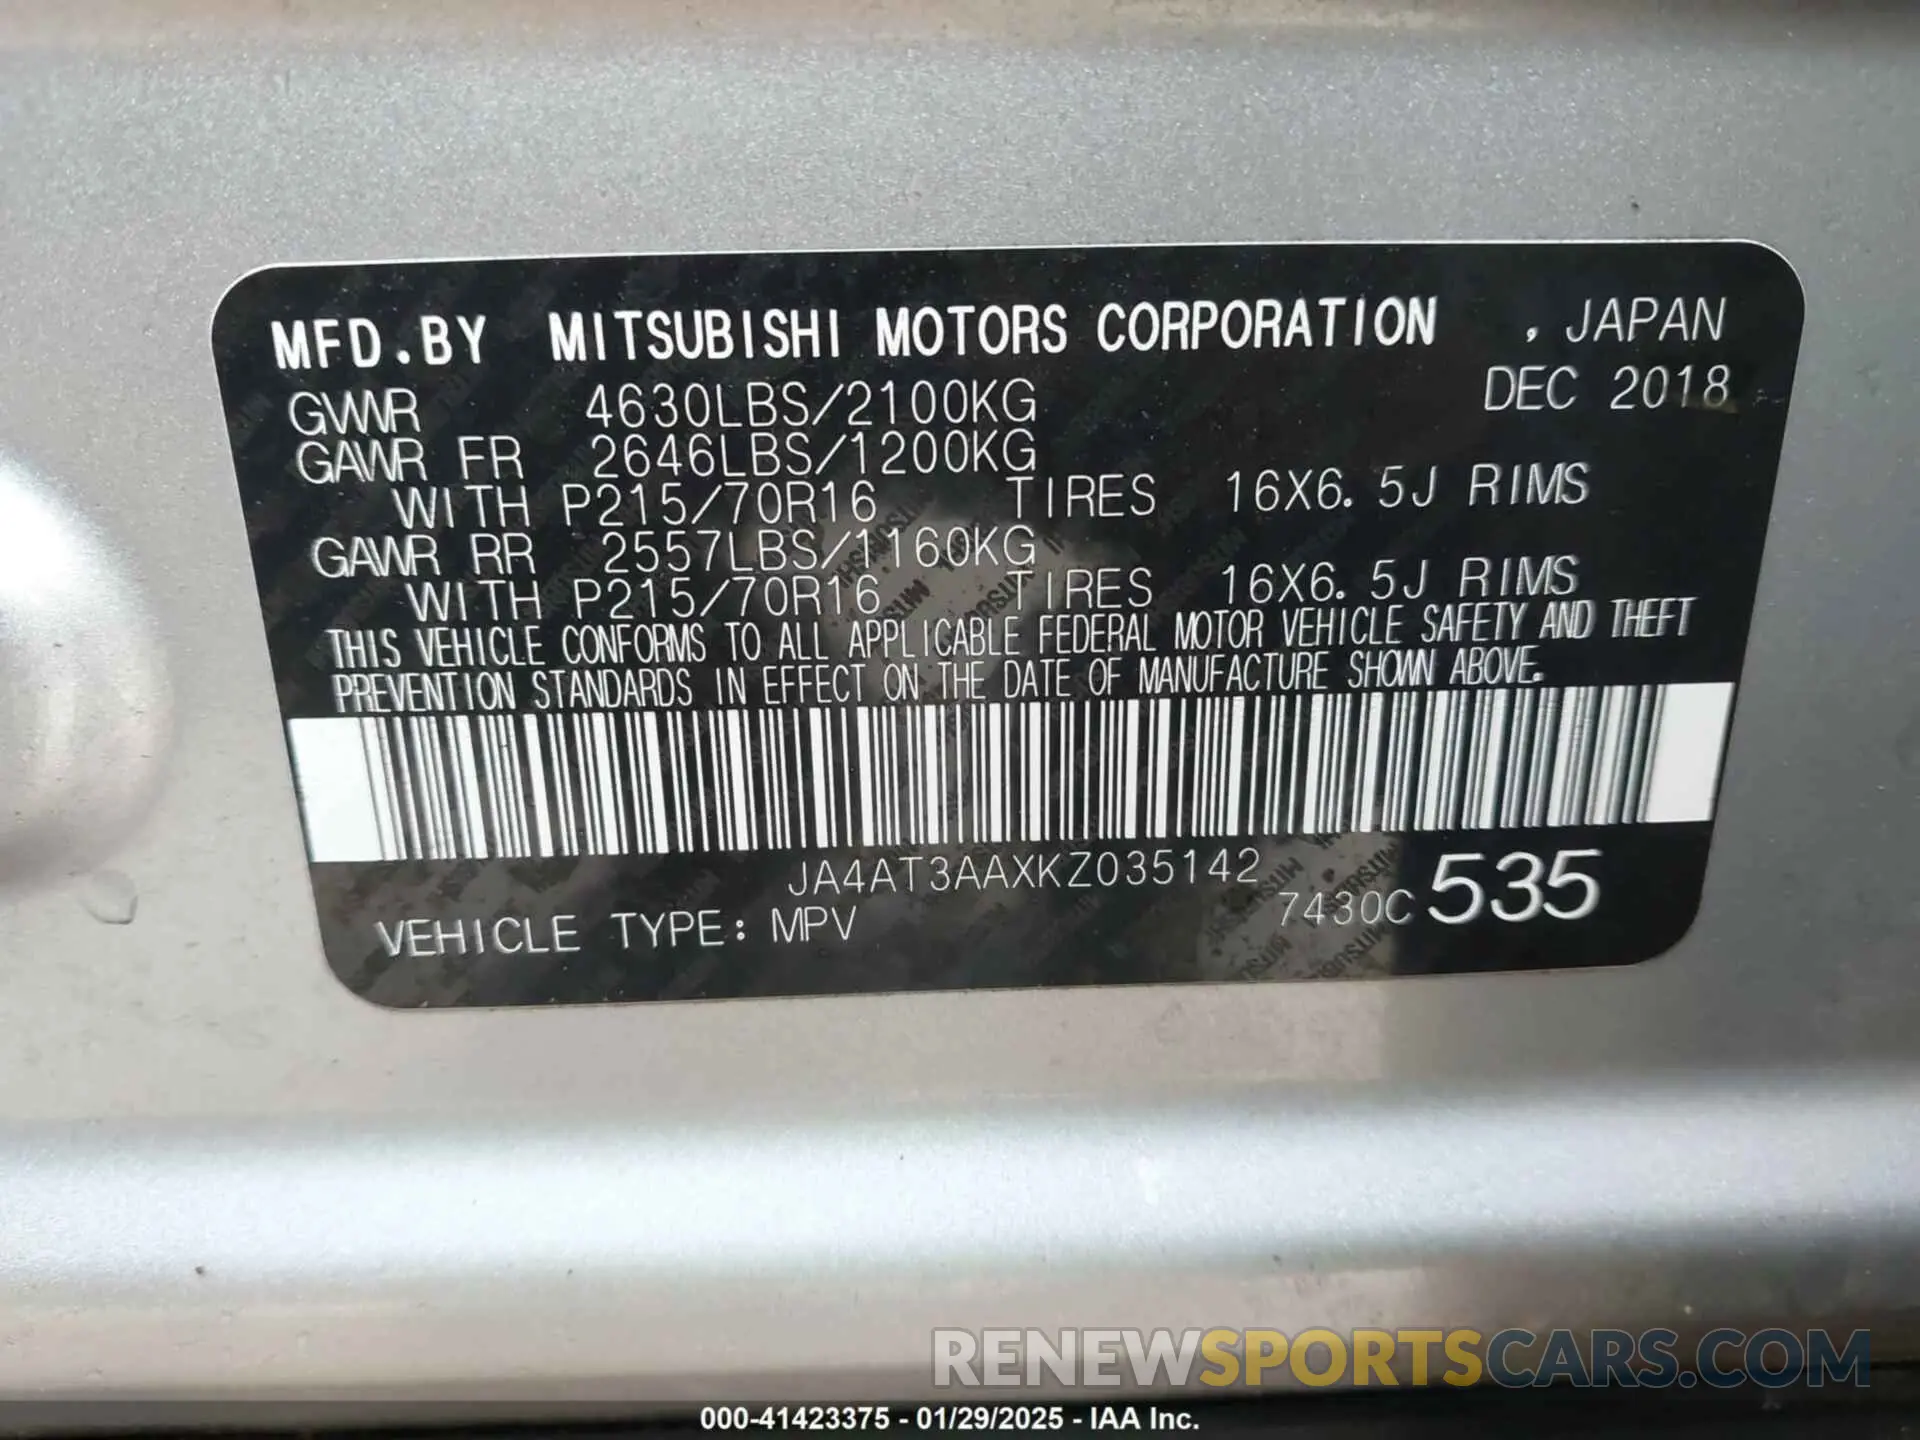 MFD.BY MITSUBISHI MOTORS CORPORATION , JAPAN
GVWR 4630LBS/2100KG DEC 2018
GAWR FR 2646LBS/1200KG
WITH P215/70R16 TIRES 16X6.5J RIMS
GAWR RR 2557LBS/1160KG
WITH P215/70R16 TIRES 16X6.5J RIMS
THIS VEHICLE CONFORMS TO ALL APPLICABLE FEDERAL MOTOR VEHICLE SAFETY AND THEFT
PREVENTION STANDARDS IN EFFECT ON THE DATE OF MANUFACTURE SHOWN ABOVE.
JA4AT3AAXKZ035142
VEHICLE TYPE: MPV 7430C 535
RENEWSPORTSCARS.COM
000-41423375 - 01/29/2025 - IAA Inc.